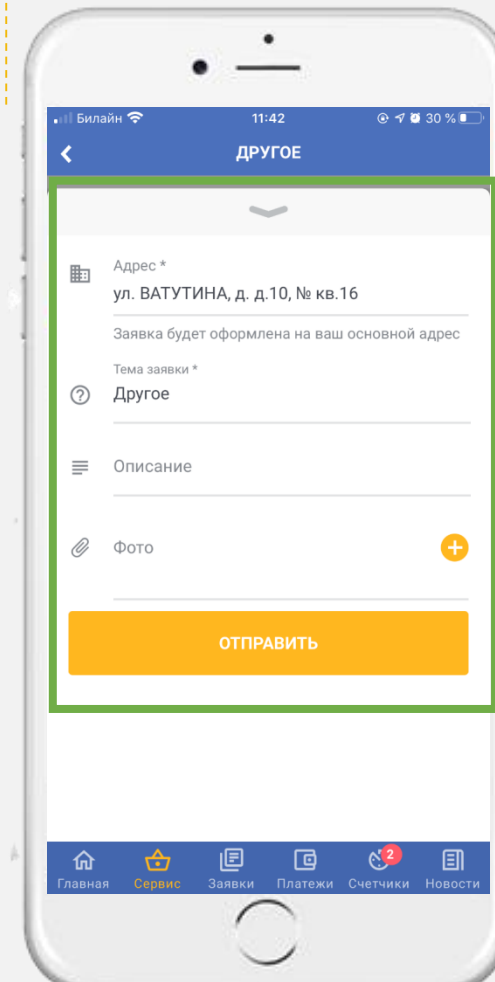 Билайн 11:42 30 %
ДРУГОЕ
Адрес *
ул. ВАТУТИНА, д. д.10, № кв.16
Заявка будет оформлена на ваш основной адрес
Тема заявки *
Другое
Описание
Фото
ОТПРАВИТЬ
2
Главная Сервис Заявки Платежи Счетчики Новости